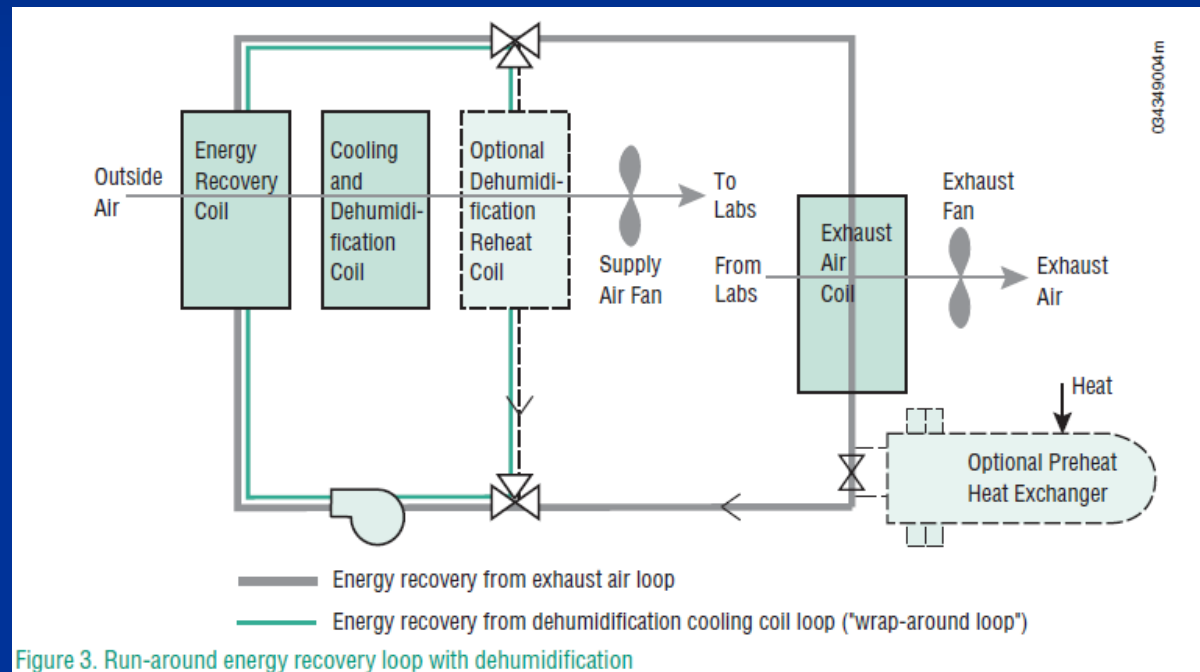 034349004m
Outside
Air
Energy
Recovery
Coil
Cooling
and
Dehumidi-
fication
Coil
Optional
Dehumidi-
fication
Reheat
Coil
Supply
Air Fan
To
Labs
From
Labs
Exhaust
Air
Coil
Exhaust
Fan
Exhaust
Air
Heat
Optional Preheat
Heat Exchanger
Energy recovery from exhaust air loop
Energy recovery from dehumidification cooling coil loop ("wrap-around loop")
Figure 3. Run-around energy recovery loop with dehumidification